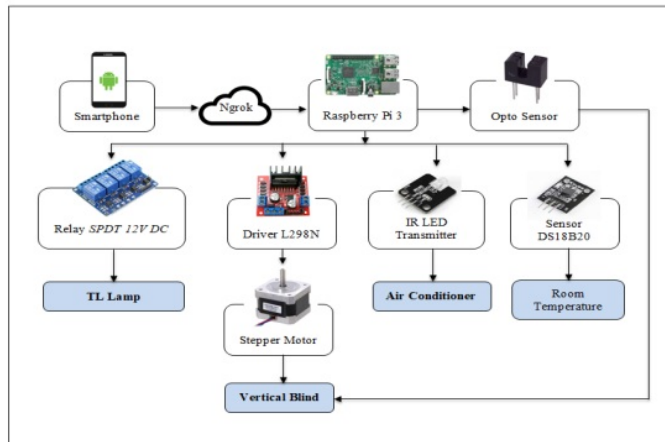 Smartphone
Ngrok
Raspberry Pi 3
Opto Sensor
Relay SPDT 12V DC
Driver L298N
IR LED
Transmitter
Sensor
DS18B20
TL Lamp
Stepper Motor
Air Conditioner
Room
Temperature
Vertical Blind